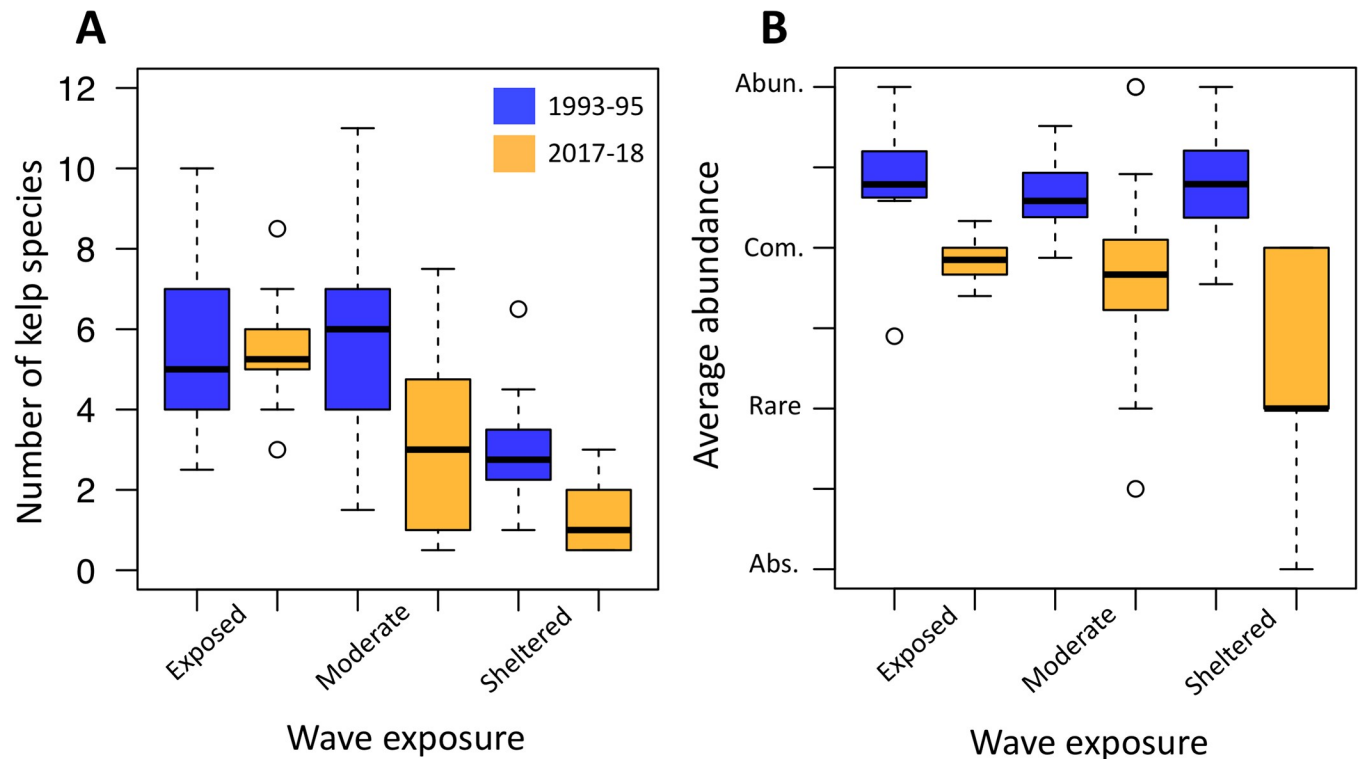 A
Number of kelp species
12
10
8
6
4
2
0
1993-95
2017-18
Exposed
Moderate
Sheltered
Wave exposure
B
Average abundance
Abun.
Com.
Rare
Abs.
Exposed
Moderate
Sheltered
Wave exposure